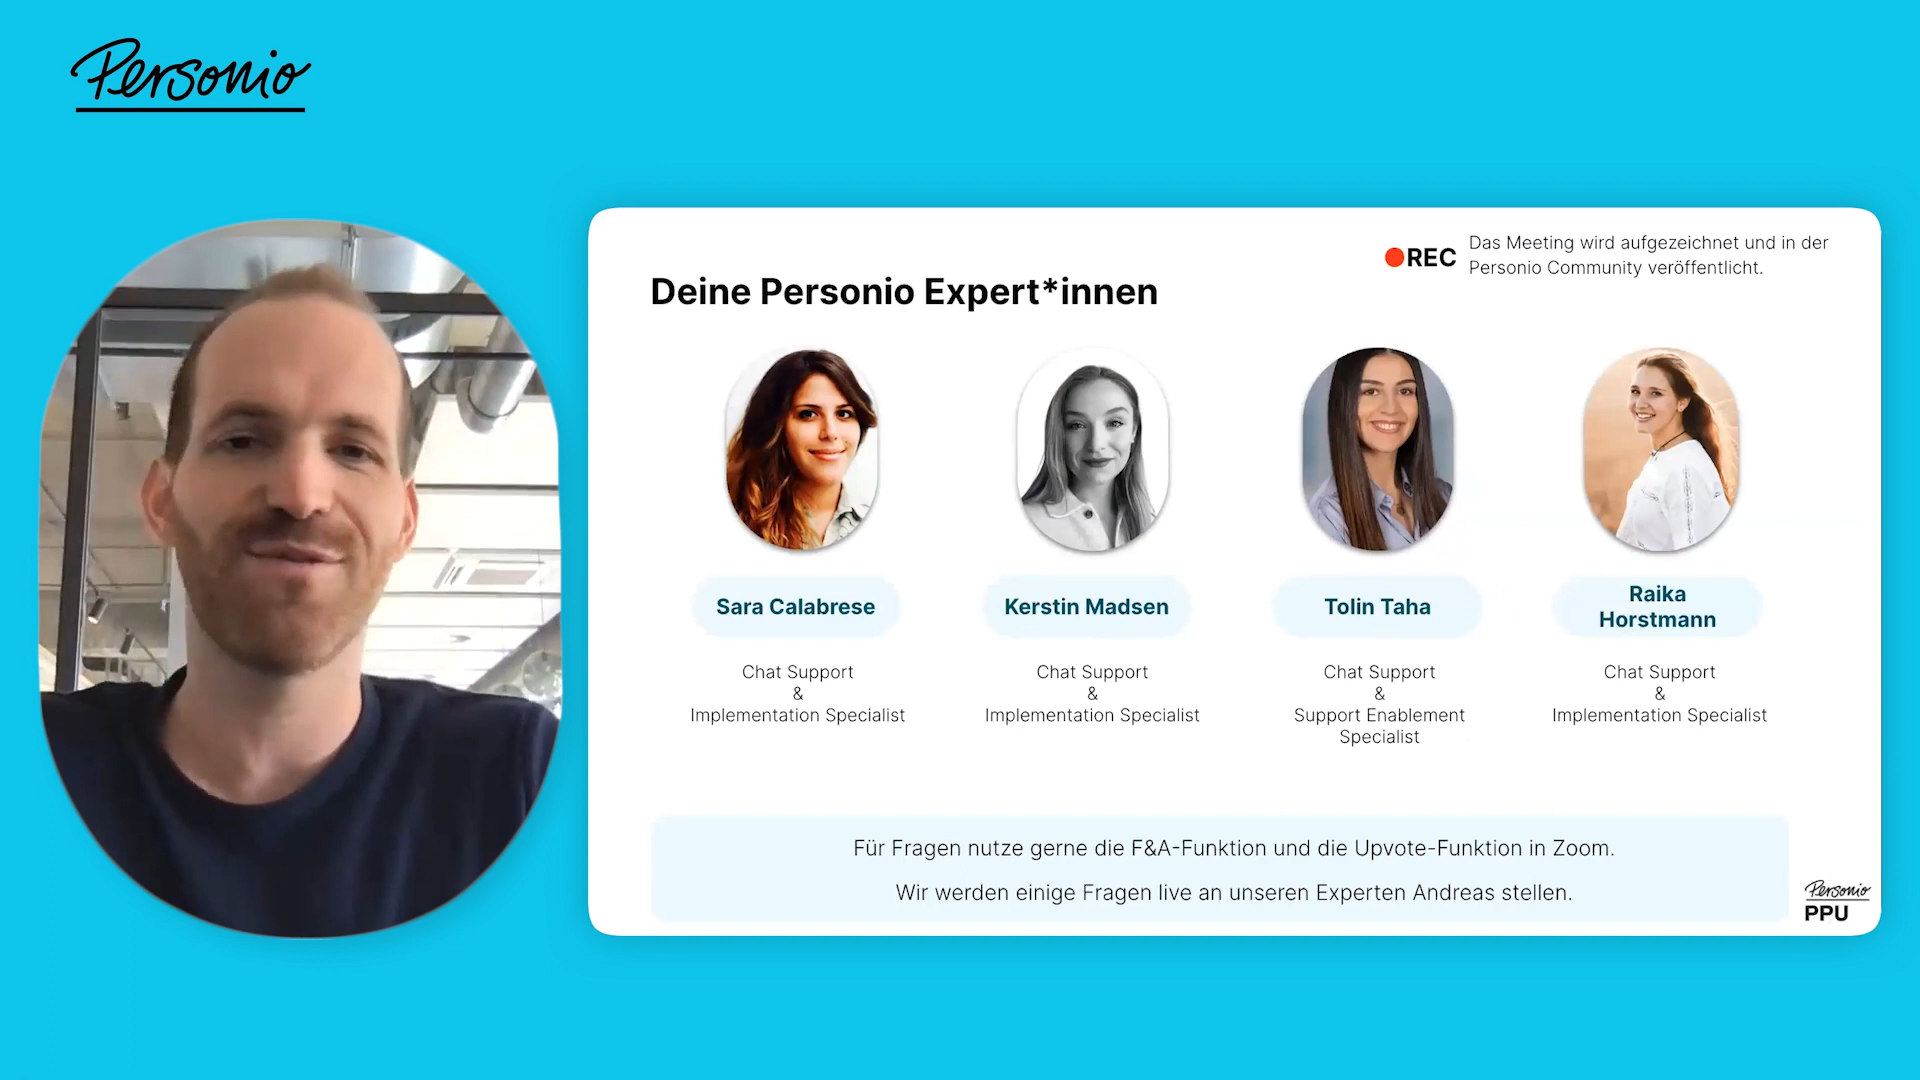 Personio
REC
Das Meeting wird aufgezeichnet und in der
Personio Community veröffentlicht.
Deine Personio Expert*innen
Sara Calabrese
Chat Support
&
Implementation Specialist
Kerstin Madsen
Chat Support
&
Implementation Specialist
Tolin Taha
Chat Support
&
Support Enablement
Specialist
Raika
Horstmann
Chat Support
&
Implementation Specialist
Für Fragen nutze gerne die F&A-Funktion und die Upvote-Funktion in Zoom.
Wir werden einige Fragen live an unseren Experten Andreas stellen.
Personio
PPU